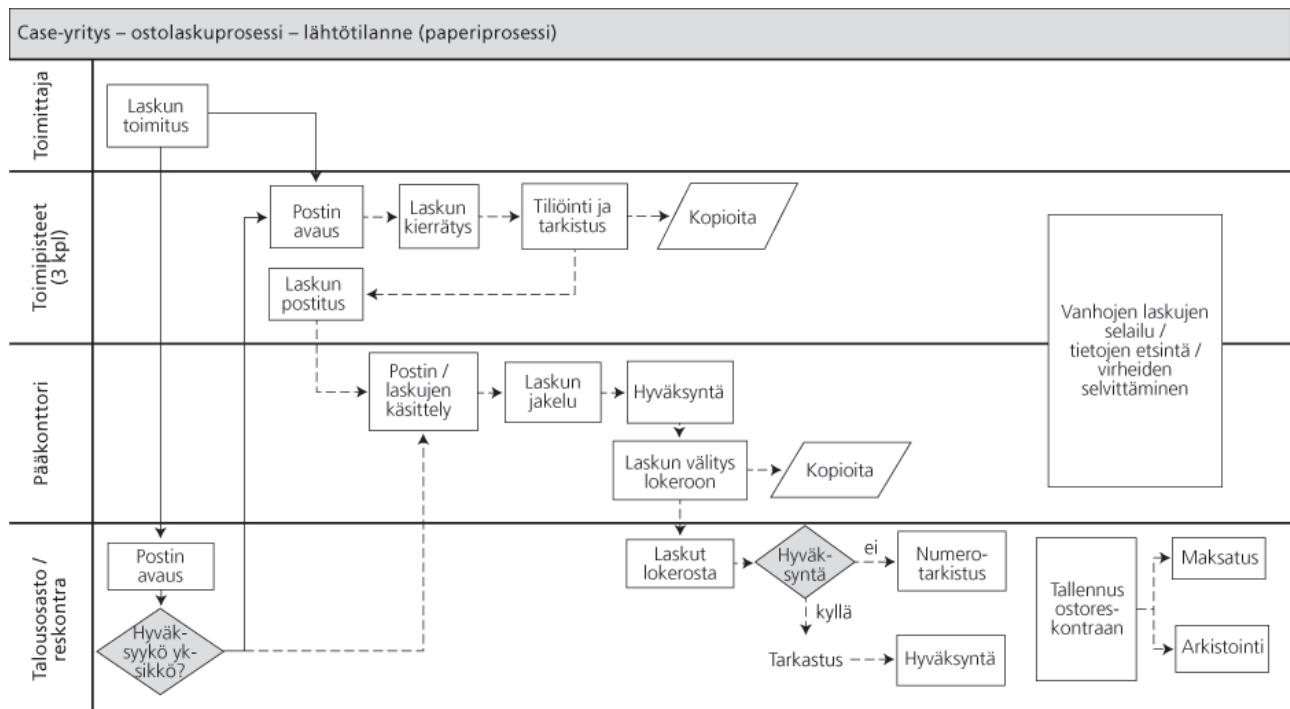 Case-yritys – ostolaskuprosessi – lähtötilanne (paperiprosessi)
Toimittaja
Laskun
toimitus
Toimipisteet
(3 kpl)
Postin
avaus
Laskun
kierrätys
Tiliöinti ja
tarkistus
Kopioita
Laskun
postitus
Vanhojen laskujen
selailu /
tietojen etsintä /
virheiden
selvittäminen
Pääkonttori
Postin /
laskujen
käsittely
Laskun
jakelu
Hyväksyntä
Laskun välitys
lokeroon
Kopioita
Talousosasto /
reskontra
Postin
avaus
Hyväk-
syykö yk-
sikkö?
Laskut
lokerosta
Hyväk-
syntä
ei
Numero-
tarkistus
kyllä
Tarkastus
Hyväksyntä
Tallennus
ostores-
kontraan
Maksatus
Arkistointi